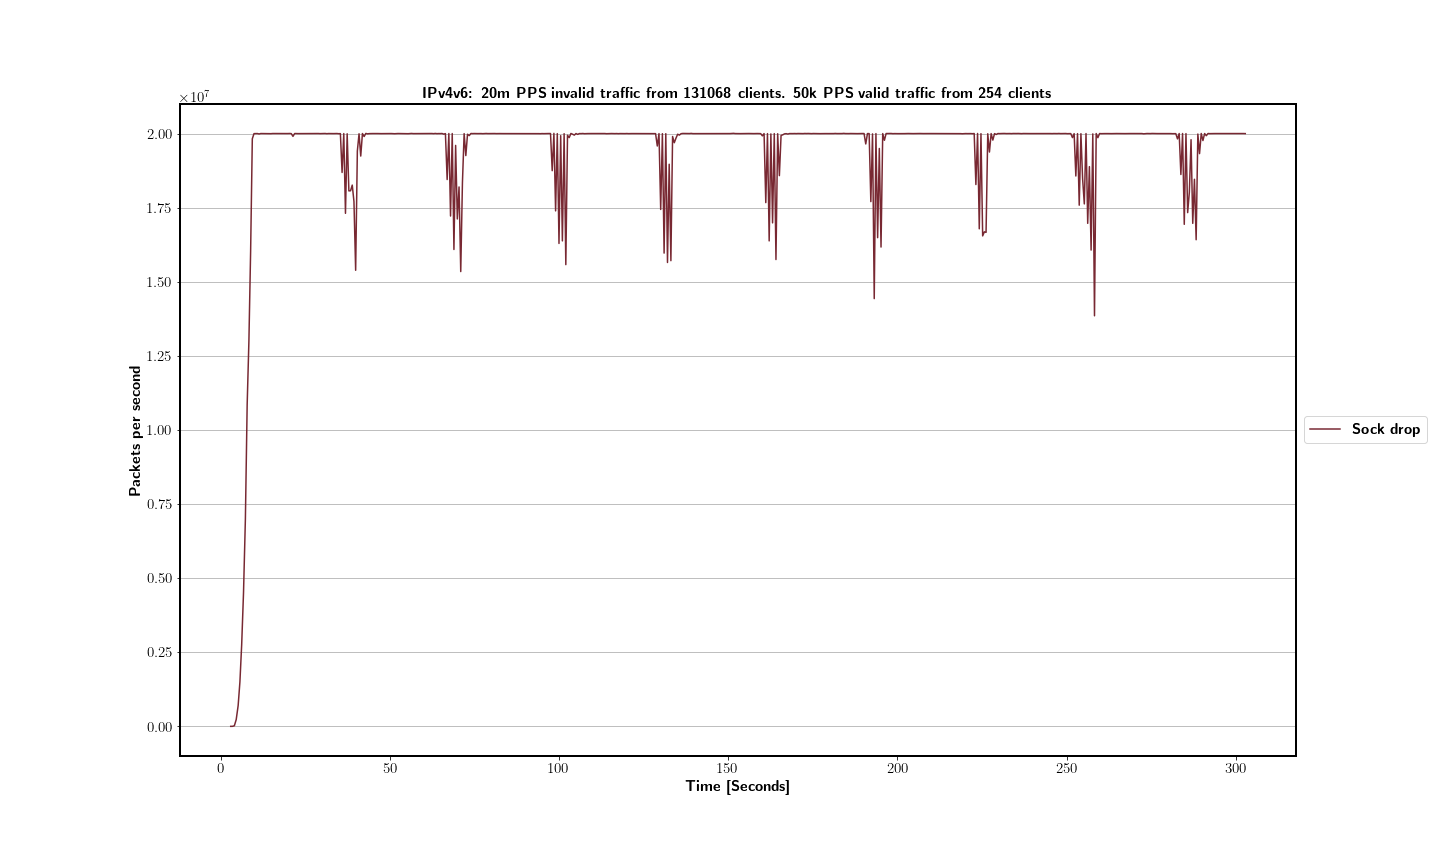 IPv4v6: 20m PPS invalid traffic from 131068 clients. 50k PPS valid traffic from 254 clients
×10⁷
2.00
1.75
1.50
1.25
1.00
0.75
0.50
0.25
0.00
Packets per second
0 50 100 150 200 250 300
Time [Seconds]
Sock drop